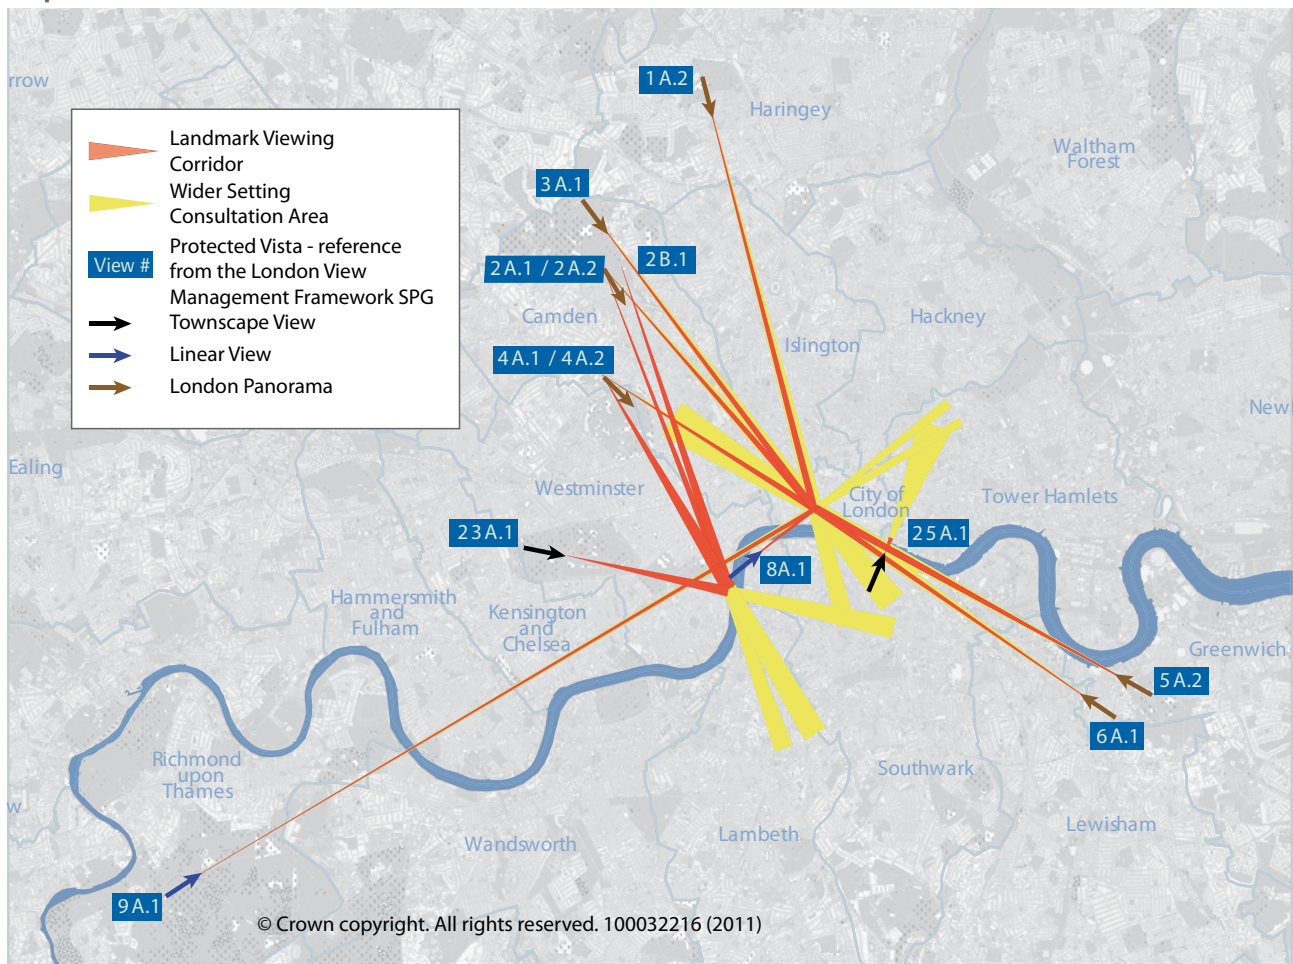 1A.2
Haringey
rrow
Waltham
Forest
Landmark Viewing
Corridor
Wider Setting
Consultation Area
View #
Protected Vista - reference
from the London View
Management Framework SPG
Townscape View
Linear View
London Panorama
3A.1
2B.1
2A.1 / 2A.2
Camden
Hackney
Islington
4A.1 / 4A.2
Ealing
Westminster
City of
London
Tower Hamlets
23A.1
25A.1
8A.1
Hammersmith
and
Fulham
Kensington
and
Chelsea
Greenwich
5A.2
6A.1
Richmond
upon
Thames
Southwark
w
Wandsworth
Lambeth
Lewisham
9A.1
© Crown copyright. All rights reserved. 100032216 (2011)